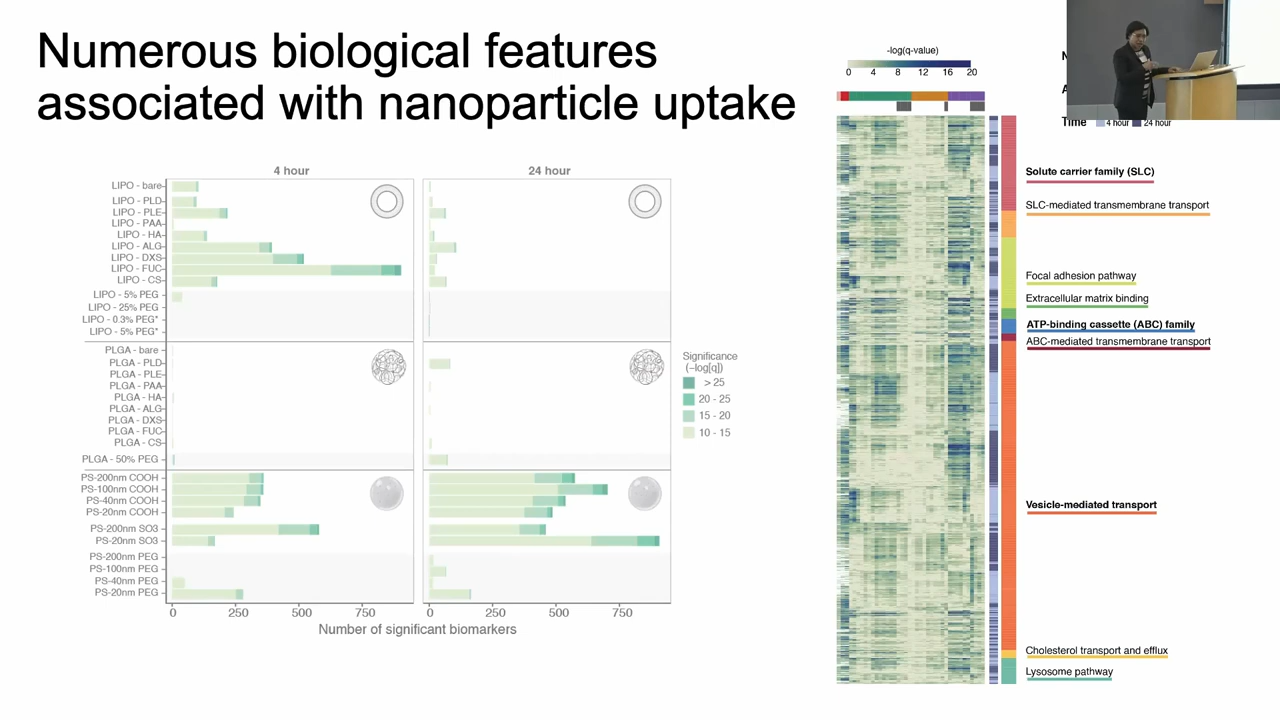 Numerous biological features
associated with nanoparticle uptake
4 hour
24 hour
LIPO - bare
LIPO - PLD
LIPO - PLE
LIPO - PAA
LIPO - HA
LIPO - ALG
LIPO - DXS
LIPO - FUC
LIPO - CS
LIPO - 5% PEG
LIPO - 25% PEG
LIPO - 0.3% PEG*
LIPO - 5% PEG*
PLGA - bare
PLGA - PLD
PLGA - PLE
PLGA - PAA
PLGA - HA
PLGA - ALG
PLGA - DXS
PLGA - FUC
PLGA - CS
PLGA - 50% PEG
PS-200nm COOH
PS-100nm COOH
PS-40nm COOH
PS-20nm COOH
PS-200nm SO3
PS-20nm SO3
PS-200nm PEG
PS-100nm PEG
PS-40nm PEG
PS-20nm PEG
0 250 500 750
0 250 500 750
Number of significant biomarkers
Significance
(−log[q])
> 25
20 - 25
15 - 20
10 - 15
-log(q-value)
0 4 8 12 16 20
N
A
Time 4 hour 24 hour
Solute carrier family (SLC)
SLC-mediated transmembrane transport
Focal adhesion pathway
Extracellular matrix binding
ATP-binding cassette (ABC) family
ABC-mediated transmembrane transport
Vesicle-mediated transport
Cholesterol transport and efflux
Lysosome pathway